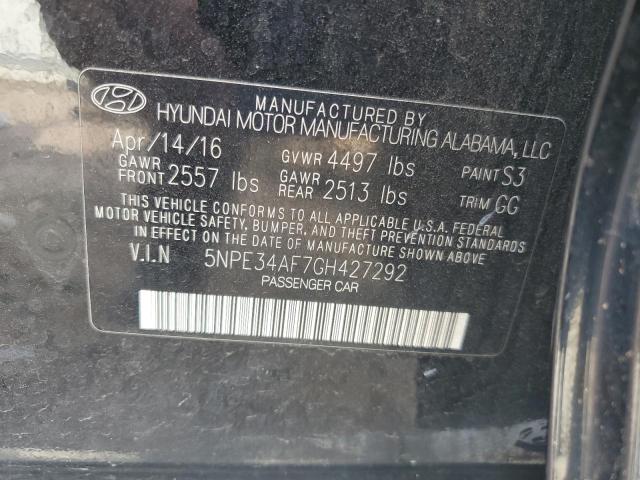 MANUFACTURED BY
HYUNDAI MOTOR MANUFACTURING ALABAMA, LLC
Apr/14/16 GVWR 4497 lbs PAINT S3
GAWR FRONT 2557 lbs GAWR REAR 2513 lbs TRIM GG
THIS VEHICLE CONFORMS TO ALL APPLICABLE U.S.A. FEDERAL
MOTOR VEHICLE SAFETY, BUMPER, AND THEFT PREVENTION STANDARDS
IN EFFECT ON THE DATE OF MANUFACTURE SHOWN ABOVE.
V.I.N 5NPE34AF7GH427292
PASSENGER CAR